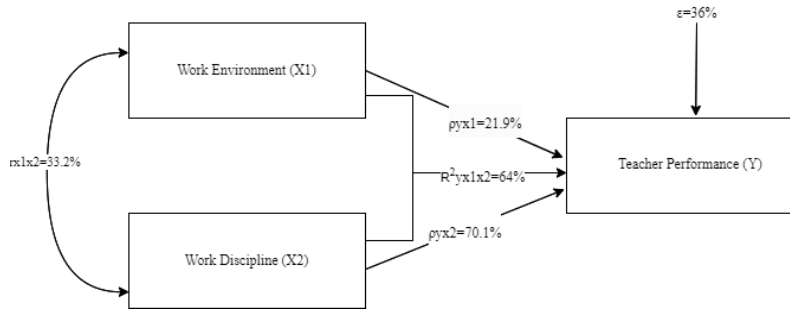 ε=36%
Work Environment (X1)
ρyx1=21.9%
rx1x2=33.2%
R²yx1x2=64%
Teacher Performance (Y)
ρyx2=70.1%
Work Discipline (X2)